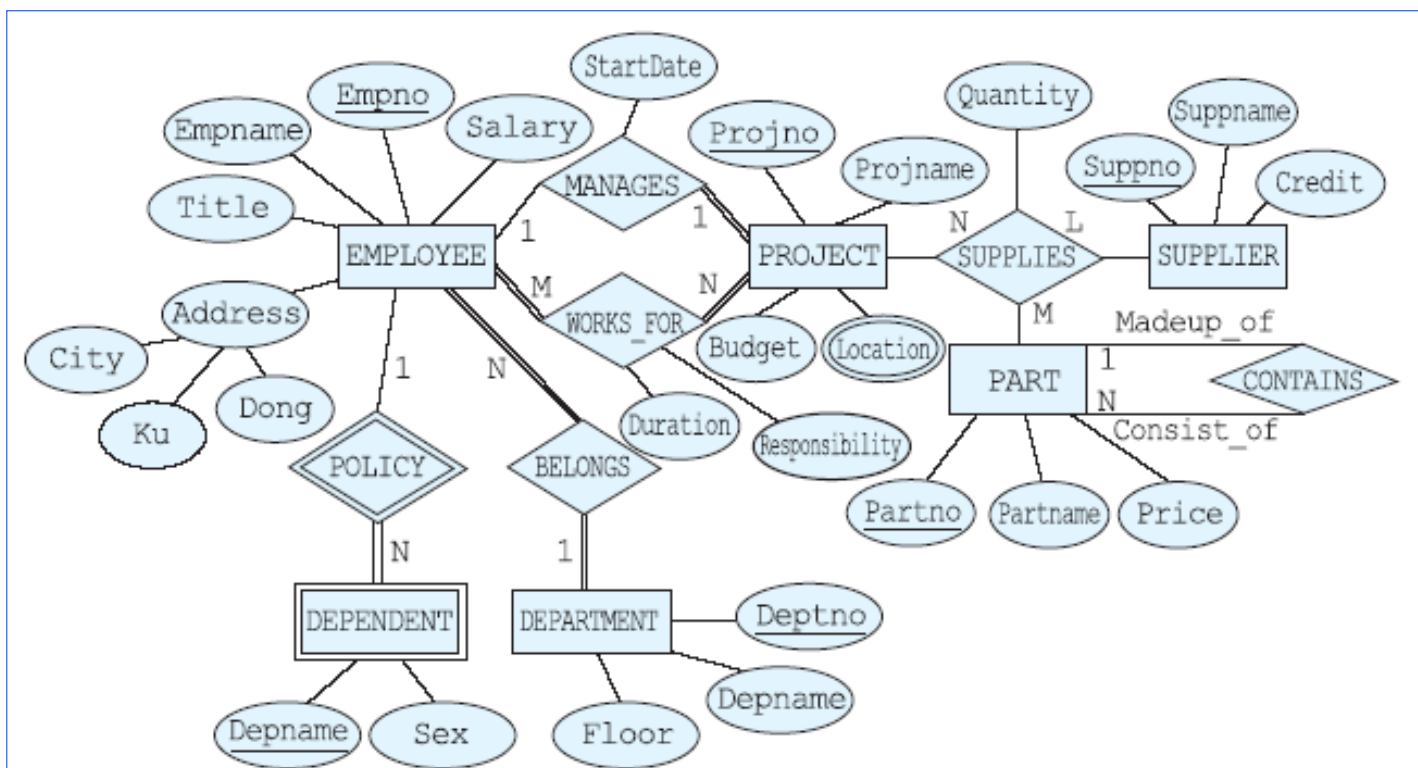 StartDate
Empno
Quantity
Empname
Salary
Projno
Suppname
MANAGES
Projname
Suppno
Credit
Title
1
1
N
L
EMPLOYEE
PROJECT
SUPPLIES
SUPPLIER
M
N
Address
WORKS_FOR
M
Madeup_of
City
Budget
Location
1
1
N
PART
CONTAINS
Dong
N
Ku
Duration
Consist_of
Responsibility
POLICY
BELONGS
Partno
Partname
Price
N
1
DEPENDENT
DEPARTMENT
Deptno
Depname
Depname
Sex
Floor